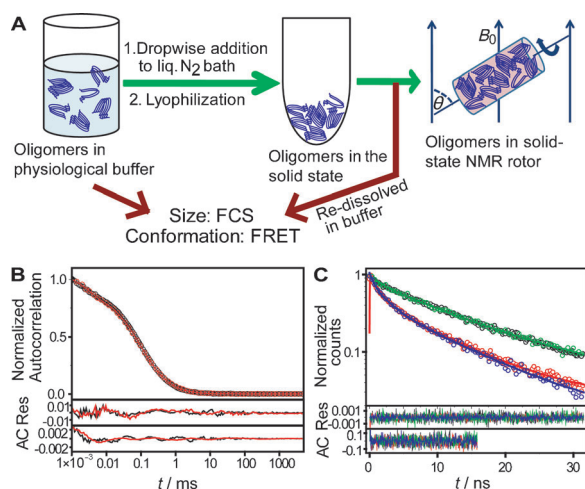 A
1.Dropwise addition
to liq. N2 bath
2. Lyophilization
B0
θ
Oligomers in
physiological buffer
Oligomers in the
solid state
Oligomers in solid-
state NMR rotor
Re-dissolved
in buffer
Size: FCS
Conformation: FRET
B
Normalized
Autocorrelation
1.0
0.5
0.0
AC Res
0.01
-0.01
0.002
-0.002
1×10⁻³ 0.01 0.1 1 10 100 1000
t / ms
C
Normalized
counts
1
0.1
AC Res
0.001
-0.001
0.1
-0.1
0 10 20 30
t / ns